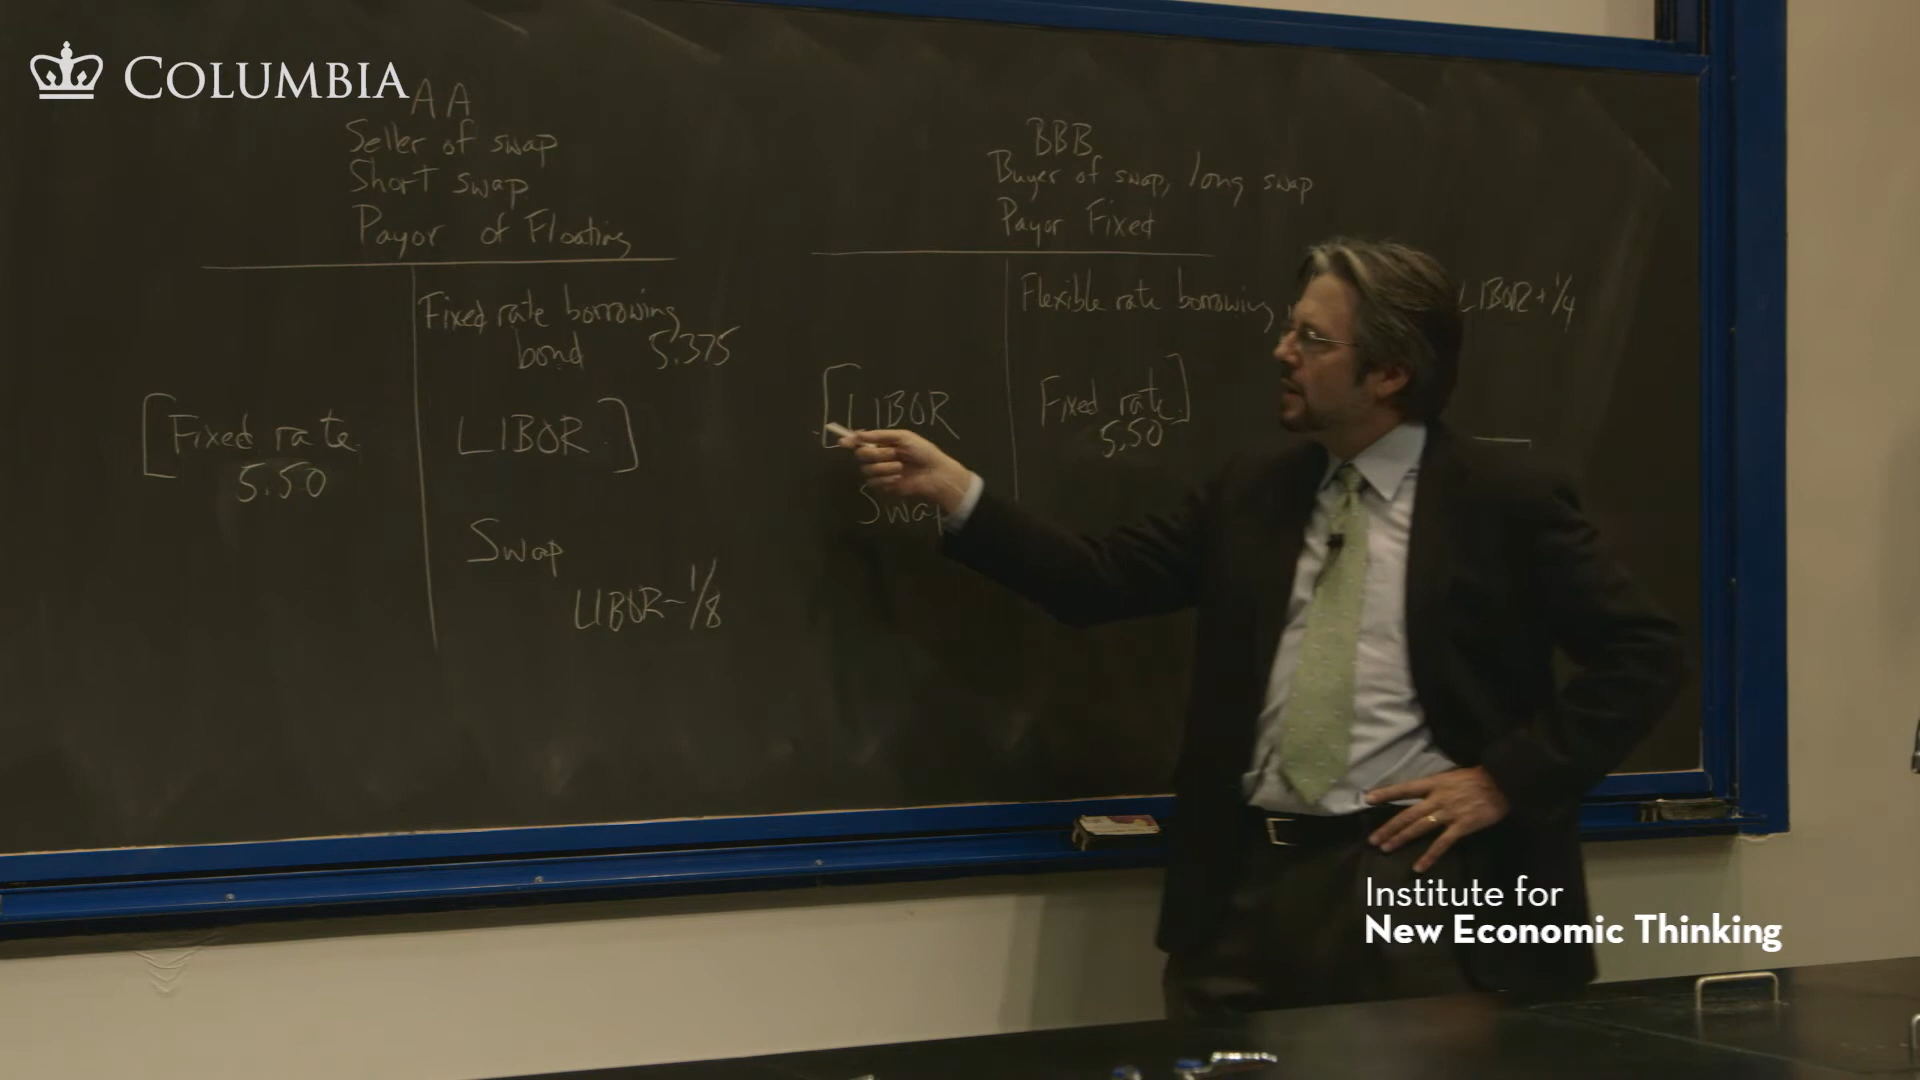 COLUMBIA
AA
Seller of swap
Short swap
Payor of Floating
Fixed rate borrowing
bond 5.375
[Fixed rate
5.50
LIBOR]
Swap
LIBOR-1/8
BBB
Buyer of swap, long swap
Payor Fixed
Flexible rate borrowing
LIBOR+1/4
[LIBOR
Fixed rate]
5.50
Swap
Institute for
New Economic Thinking